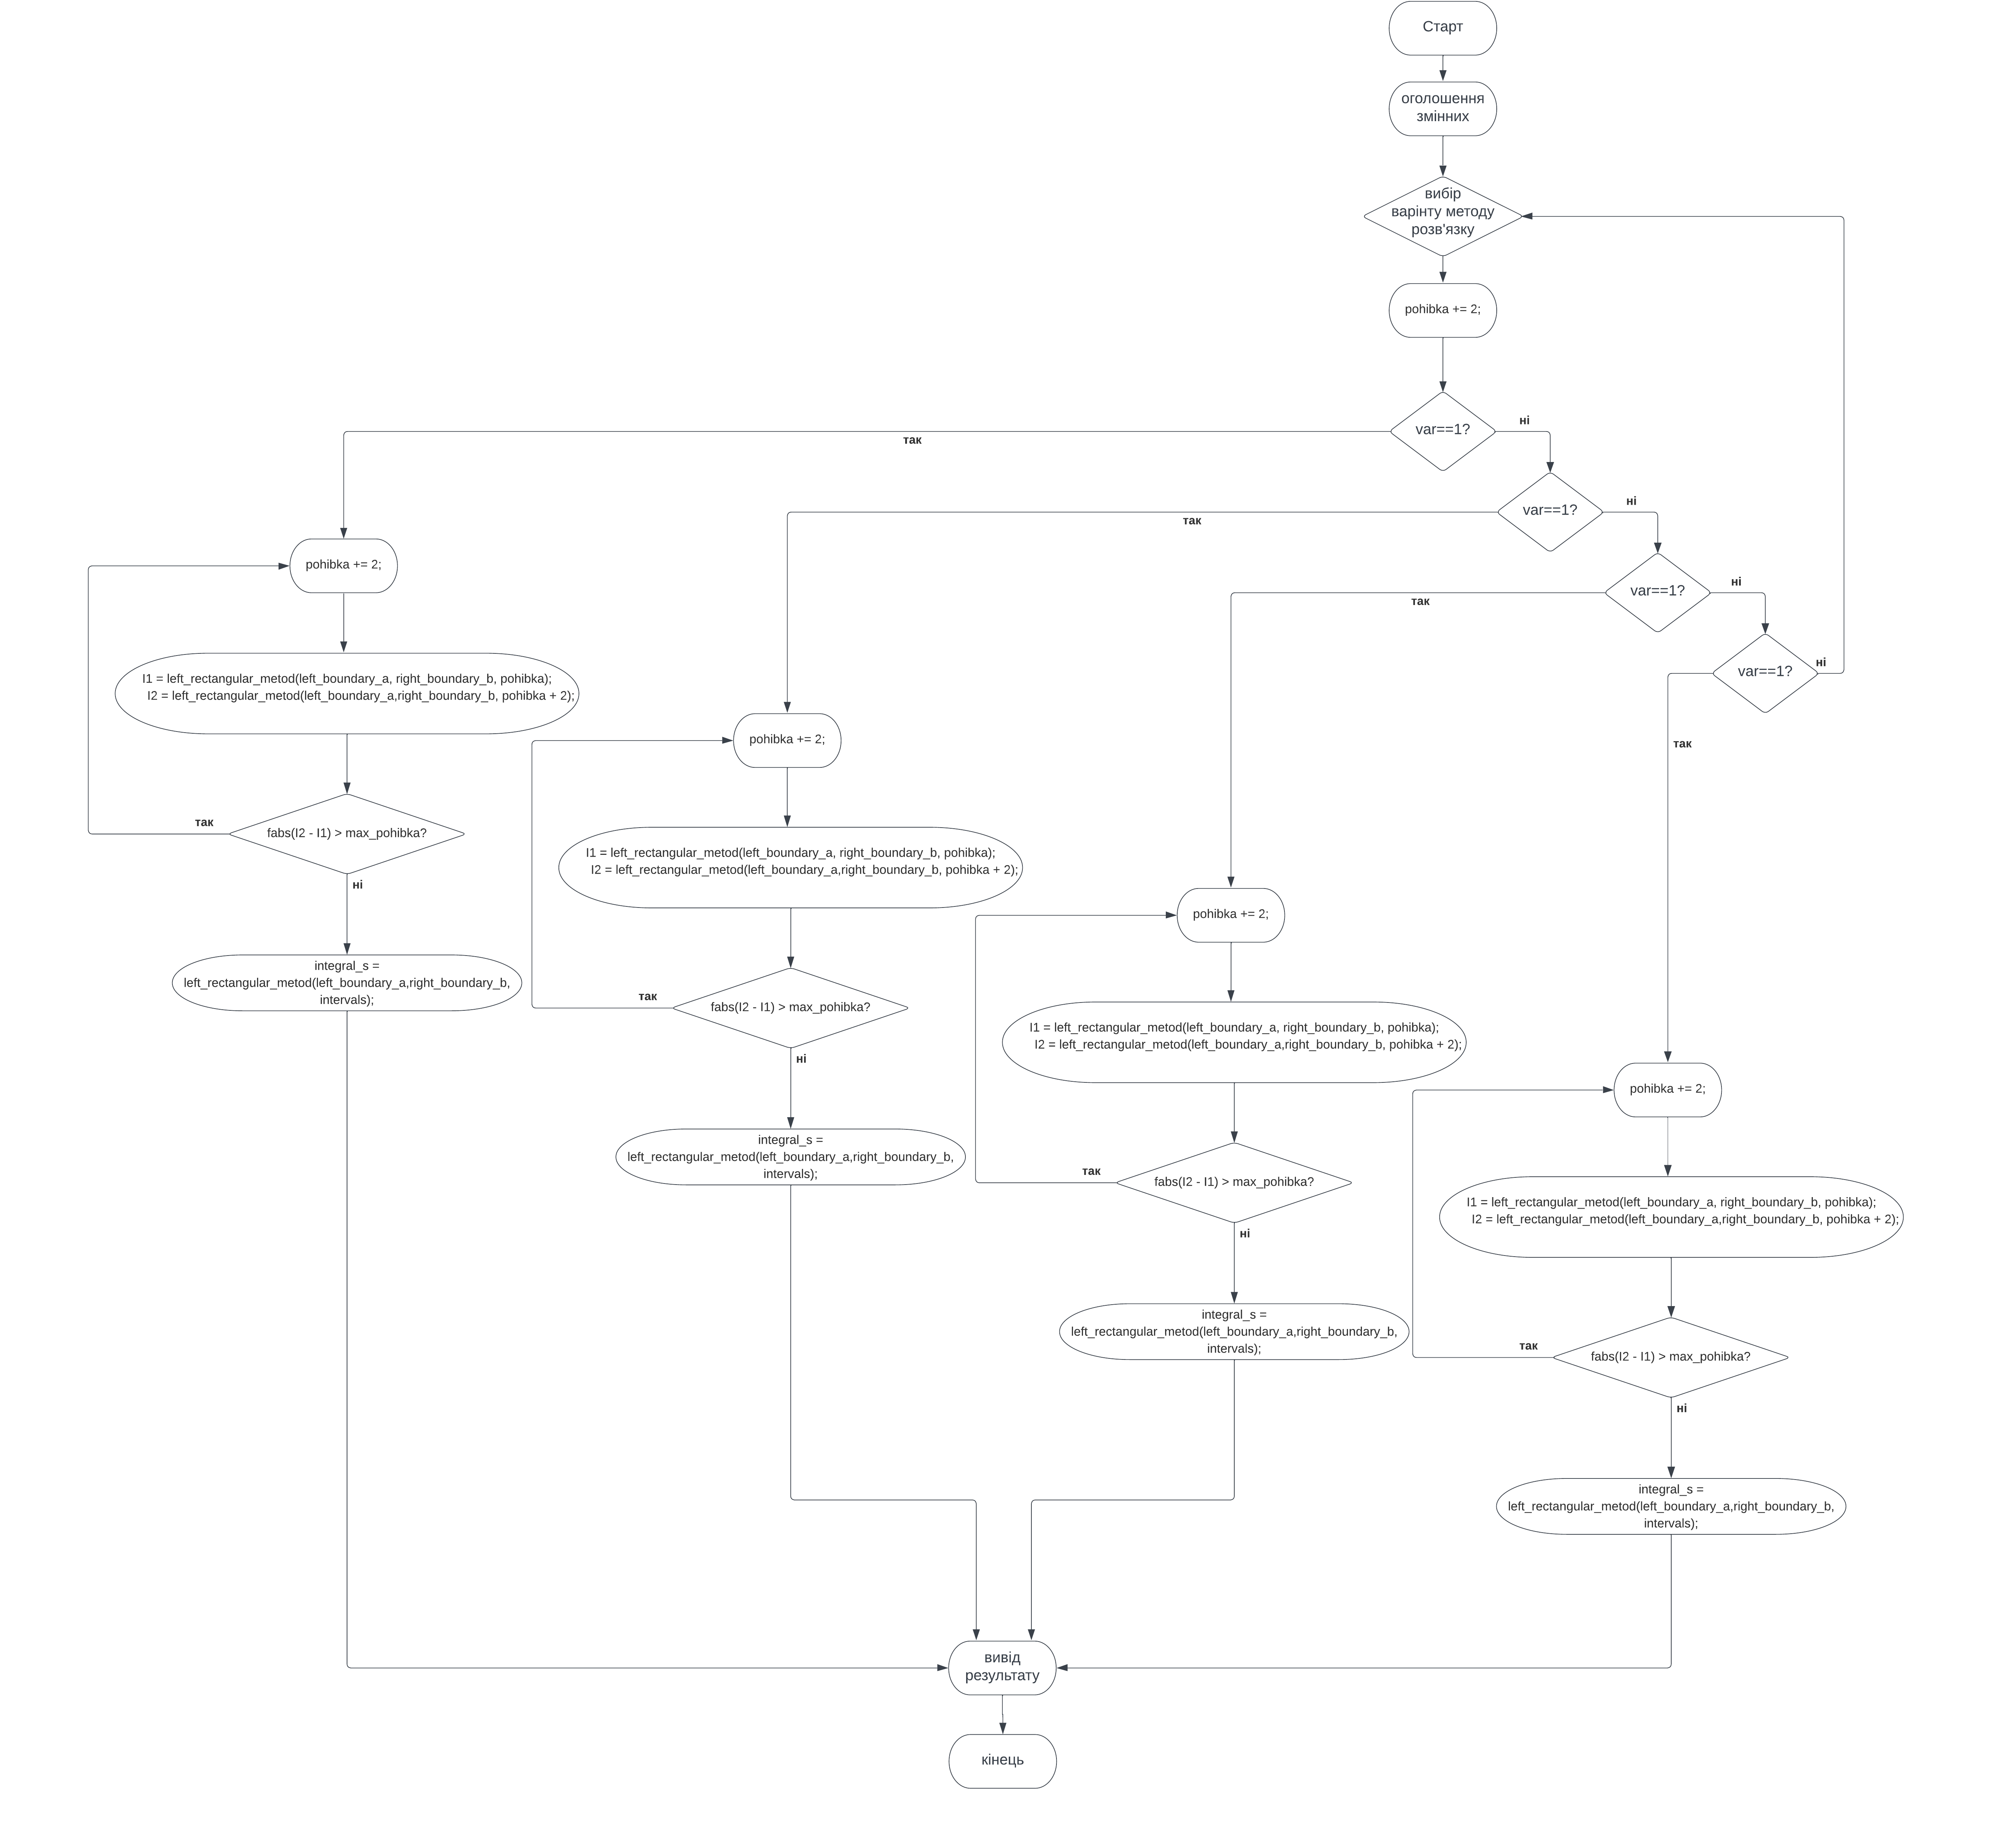 Старт
оголошення
змінних
вибір
варінту методу
розв'язку
pohibka += 2;
var==1?
ні
так
var==1?
ні
так
var==1?
ні
так
var==1?
ні
так
pohibka += 2;
I1 = left_rectangular_metod(left_boundary_a, right_boundary_b, pohibka);
I2 = left_rectangular_metod(left_boundary_a,right_boundary_b, pohibka + 2);
fabs(I2 - I1) > max_pohibka?
так
ні
integral_s =
left_rectangular_metod(left_boundary_a,right_boundary_b,
intervals);
pohibka += 2;
I1 = left_rectangular_metod(left_boundary_a, right_boundary_b, pohibka);
I2 = left_rectangular_metod(left_boundary_a,right_boundary_b, pohibka + 2);
fabs(I2 - I1) > max_pohibka?
так
ні
integral_s =
left_rectangular_metod(left_boundary_a,right_boundary_b,
intervals);
pohibka += 2;
I1 = left_rectangular_metod(left_boundary_a, right_boundary_b, pohibka);
I2 = left_rectangular_metod(left_boundary_a,right_boundary_b, pohibka + 2);
fabs(I2 - I1) > max_pohibka?
так
ні
integral_s =
left_rectangular_metod(left_boundary_a,right_boundary_b,
intervals);
pohibka += 2;
I1 = left_rectangular_metod(left_boundary_a, right_boundary_b, pohibka);
I2 = left_rectangular_metod(left_boundary_a,right_boundary_b, pohibka + 2);
fabs(I2 - I1) > max_pohibka?
так
ні
integral_s =
left_rectangular_metod(left_boundary_a,right_boundary_b,
intervals);
вивід
результату
кінець